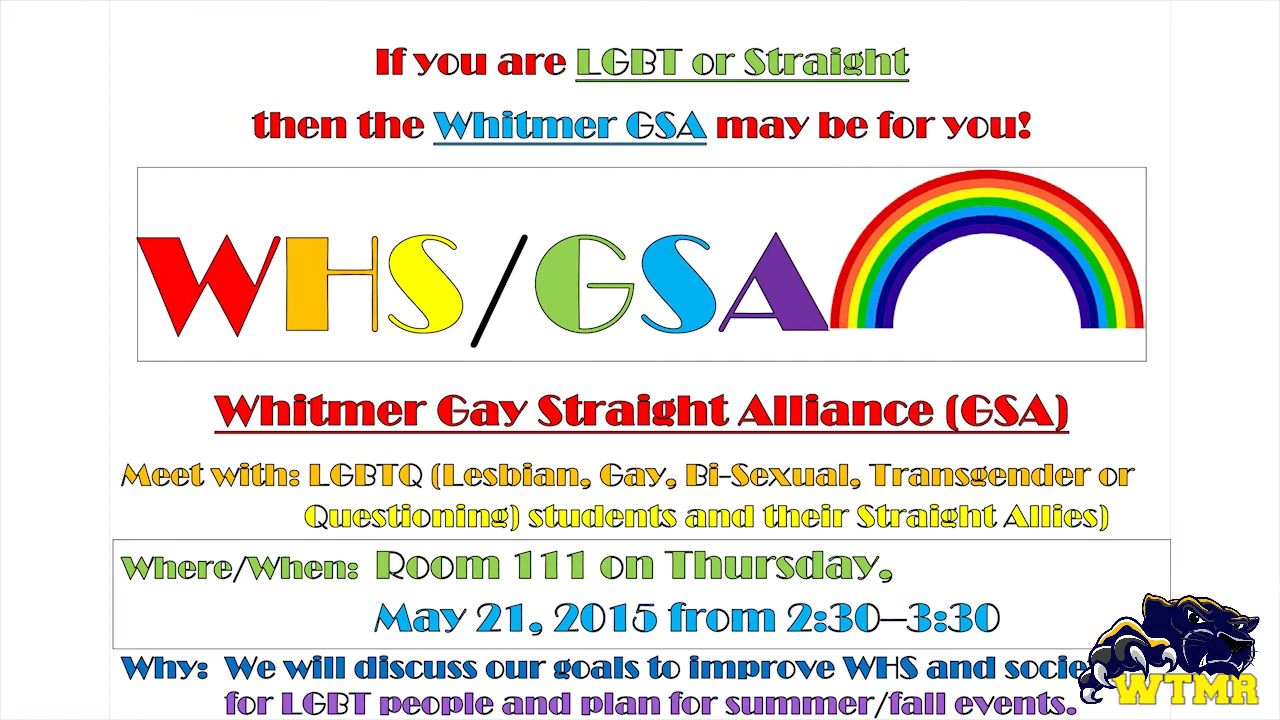 If you are LGBT or Straight
then the Whitmer GSA may be for you!
WHS/GSA
Whitmer Gay Straight Alliance (GSA)
Meet with: LGBTQ (Lesbian, Gay, Bi-Sexual, Transgender or
Questioning) students and their Straight Allies)
Where/When: Room 111 on Thursday,
May 21, 2015 from 2:30–3:30
Why: We will discuss our goals to improve WHS and
for LGBT people and plan for summer/fall events.
WTMR